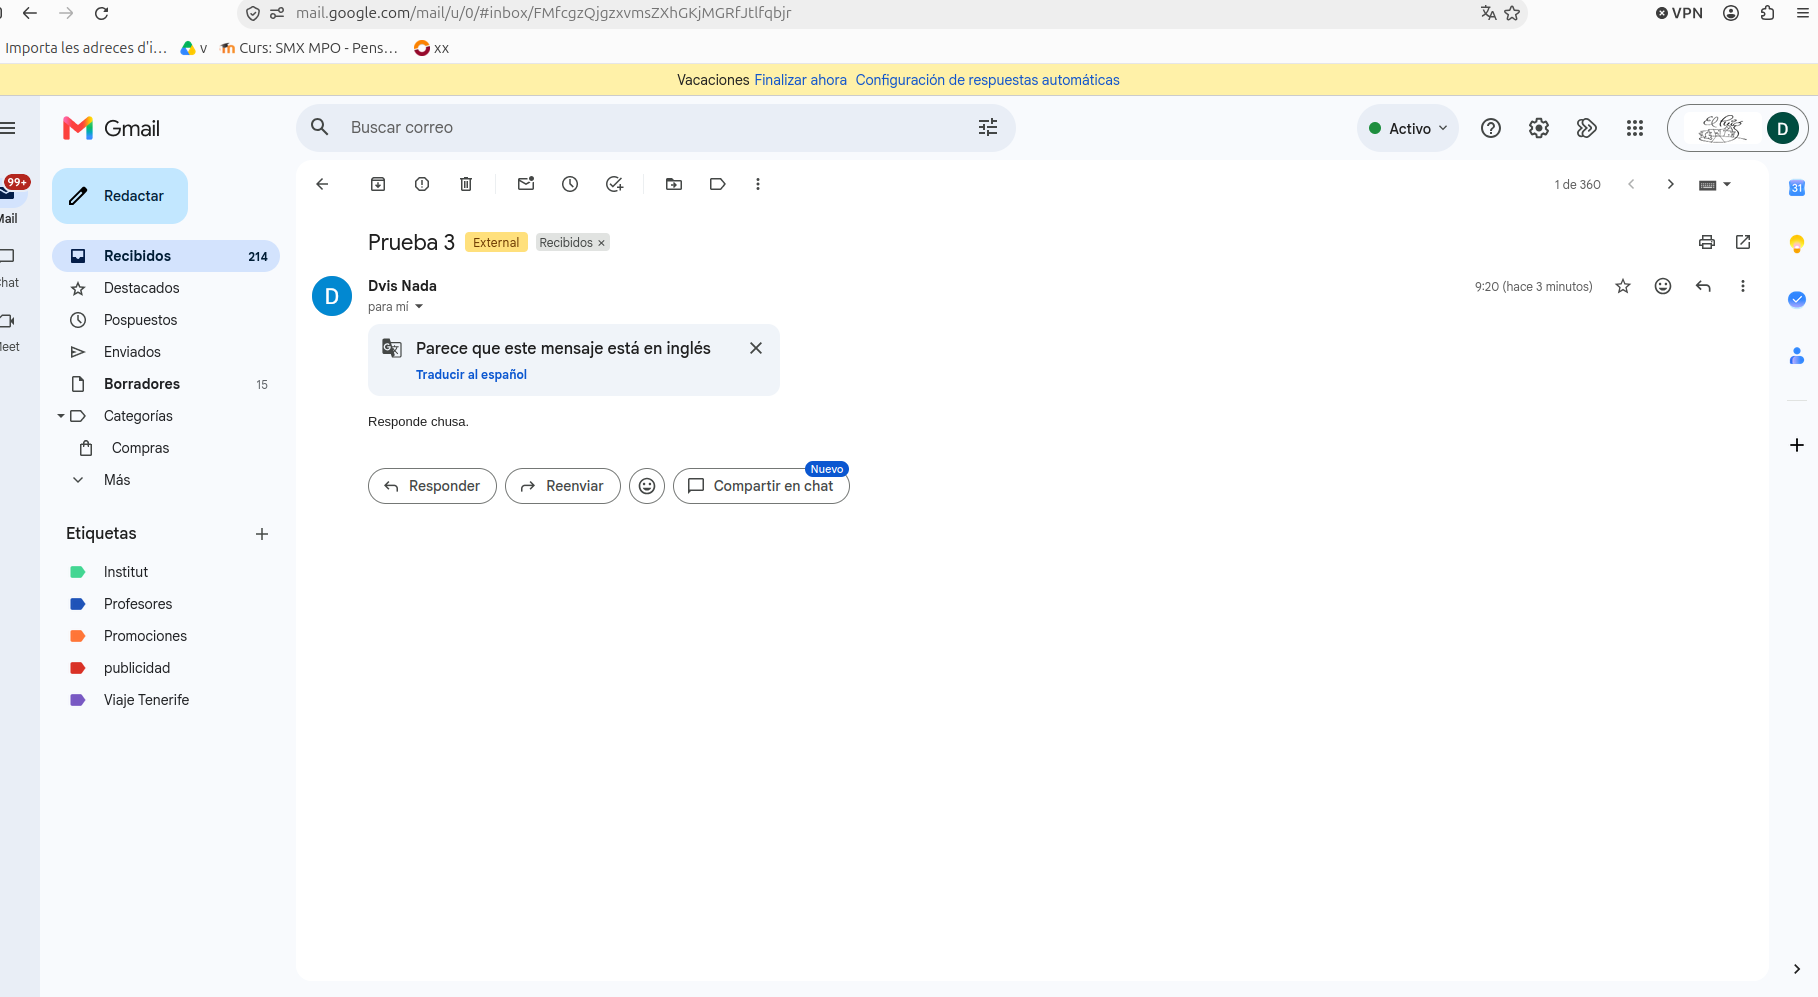 mail.google.com/mail/u/0/#inbox/FMfcgzQjgzxvmsZXhGKjMGRfJtlfqbjr
VPN
Importa les adreces d'i…
v
Curs: SMX MPO - Pens…
xx
Vacaciones Finalizar ahora Configuración de respuestas automáticas
Gmail
Buscar correo
Activo
D
99+
Mail
Chat
Meet
Redactar
Recibidos 214
Destacados
Pospuestos
Enviados
Borradores 15
Categorías
Compras
Más
Etiquetas
Institut
Profesores
Promociones
publicidad
Viaje Tenerife
1 de 360
Prueba 3 External Recibidos ×
D
Dvis Nada
9:20 (hace 3 minutos)
para mí
Parece que este mensaje está en inglés
Traducir al español
Responde chusa.
Responder
Reenviar
Compartir en chat
Nuevo
31